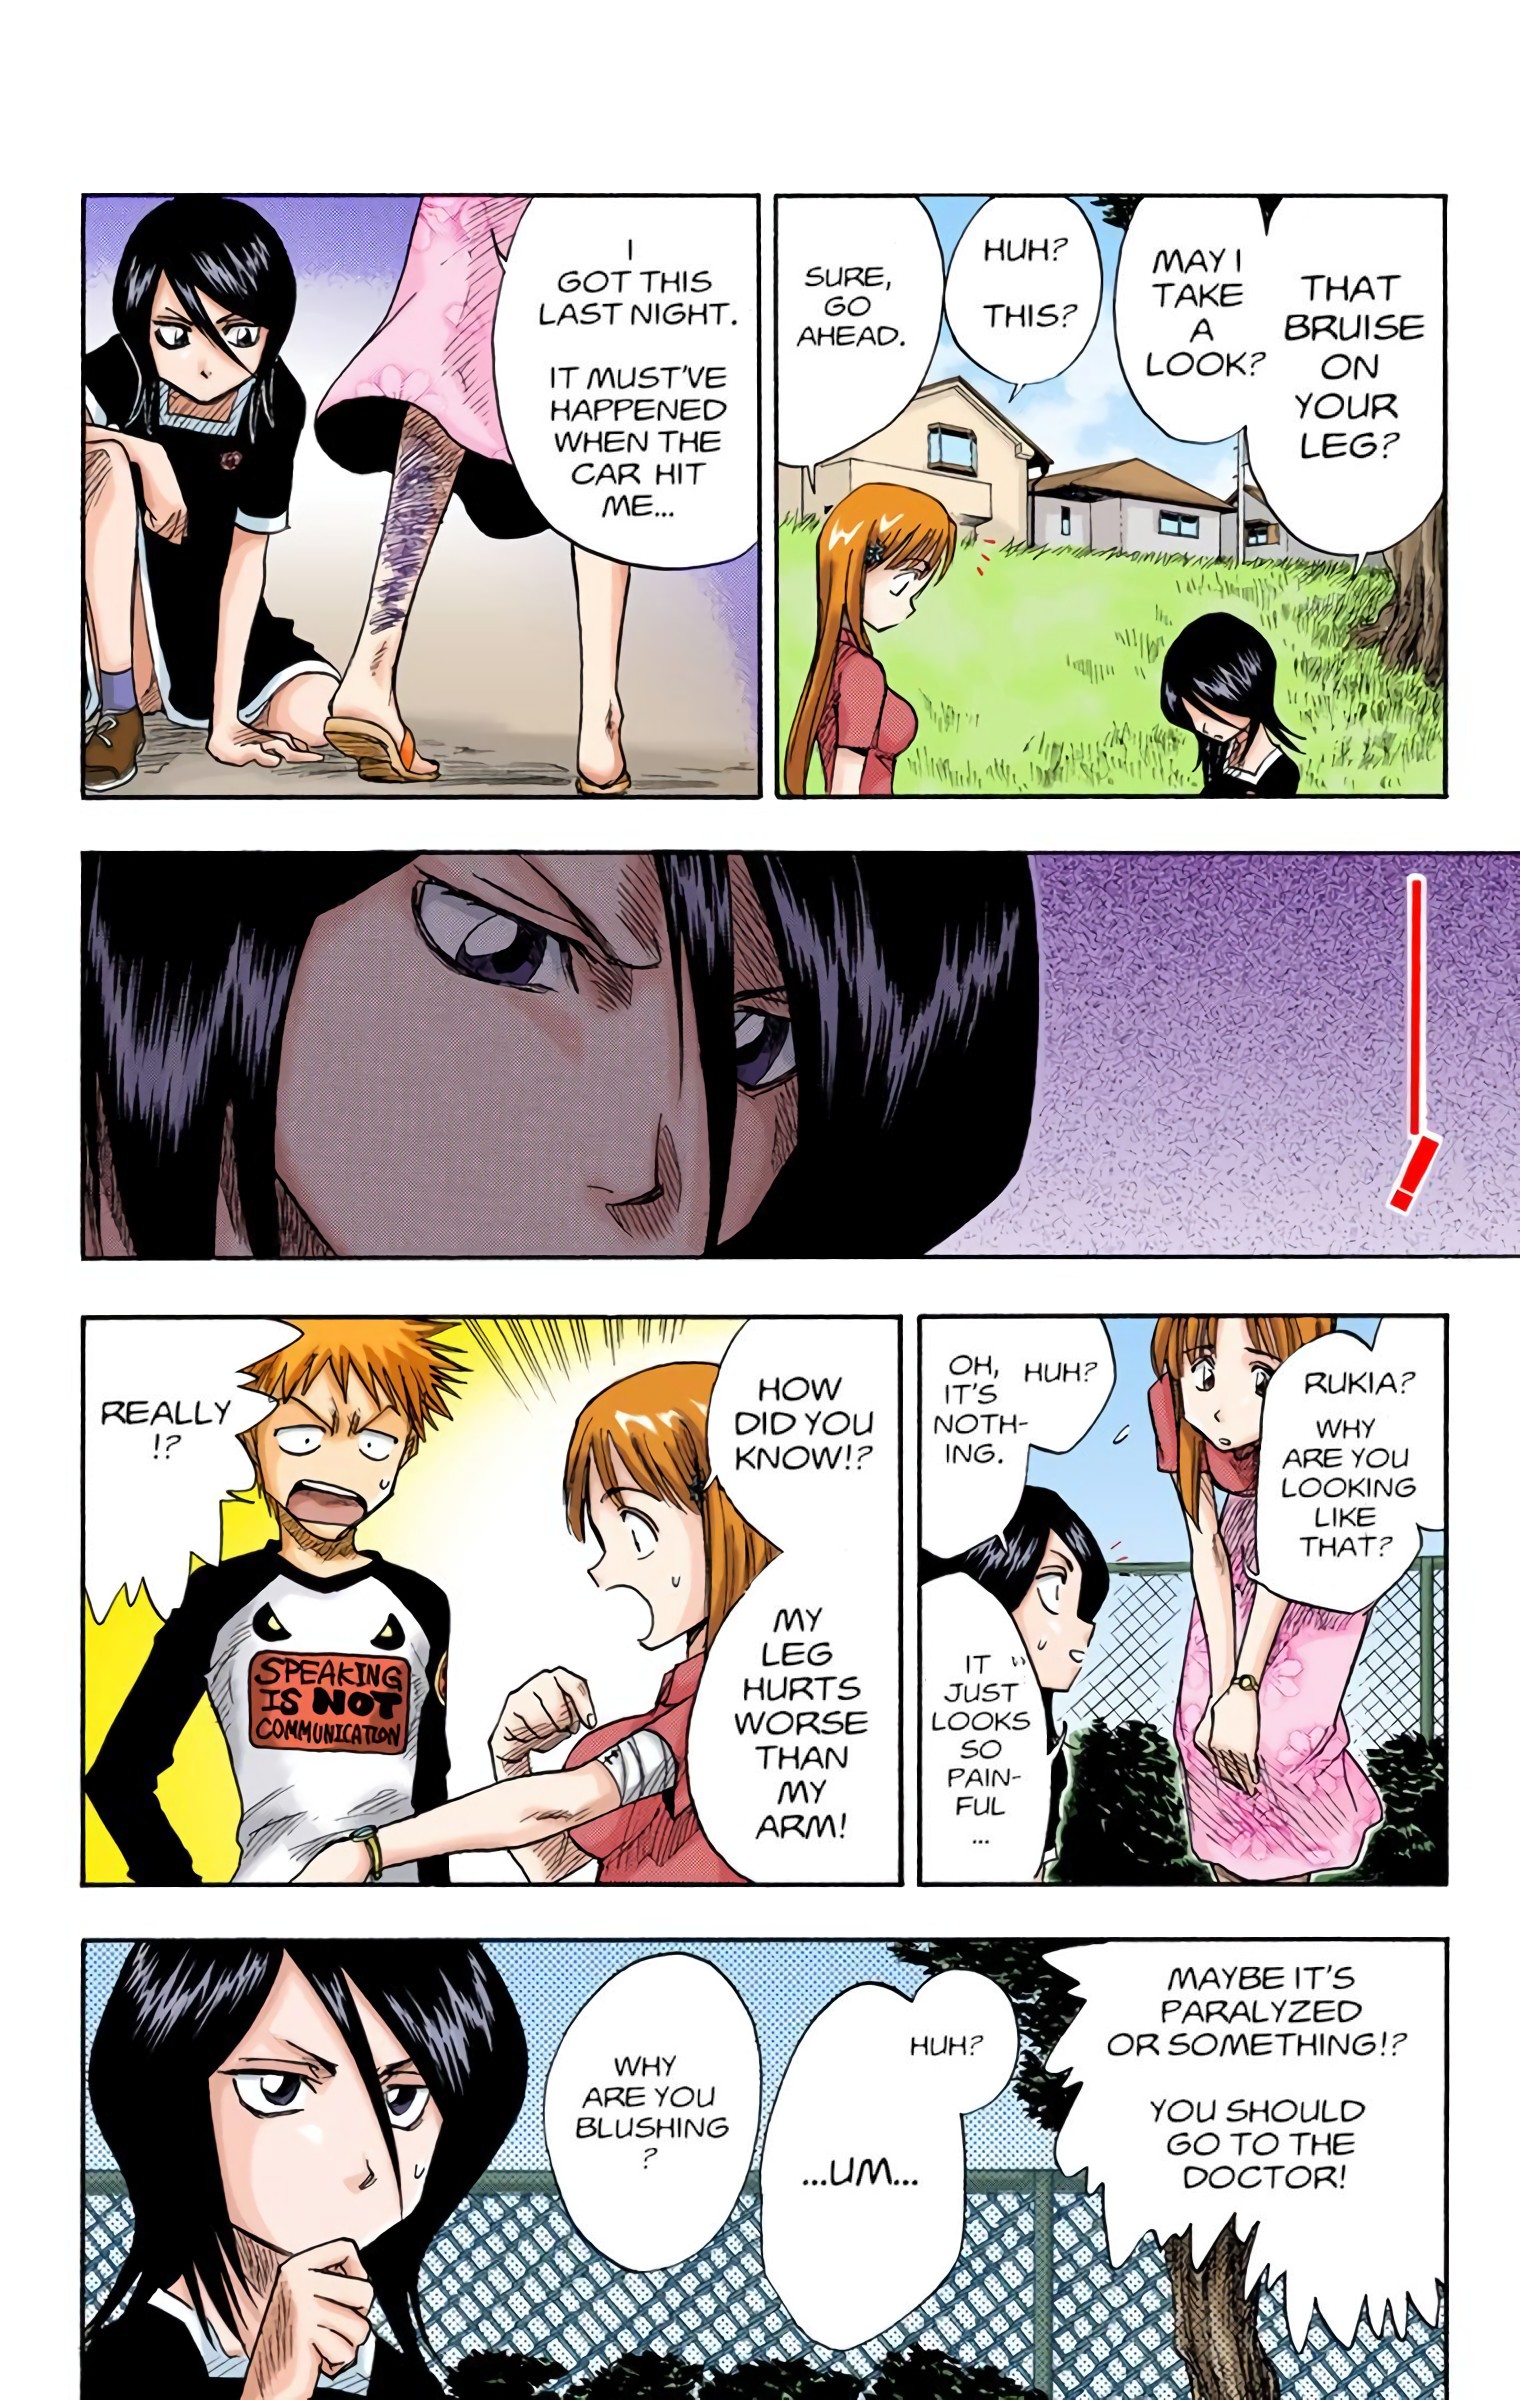 THAT
BRUISE
ON
YOUR
LEG?
MAY I
TAKE
A
LOOK?
HUH?
THIS?
SURE,
GO
AHEAD.
I
GOT THIS
LAST NIGHT.
IT MUST'VE
HAPPENED
WHEN THE
CAR HIT
ME...
!
RUKIA?
WHY
ARE YOU
LOOKING
LIKE
THAT?
HUH?
OH,
IT'S
NOTH-
ING.
IT
JUST
LOOKS
SO
PAIN-
FUL
...
HOW
DID YOU
KNOW!?
MY
LEG
HURTS
WORSE
THAN
MY
ARM!
REALLY
!?
SPEAKING
IS NOT
COMMUNICATION
MAYBE IT'S
PARALYZED
OR SOMETHING!?
YOU SHOULD
GO TO THE
DOCTOR!
HUH?
...UM...
WHY
ARE YOU
BLUSHING
?